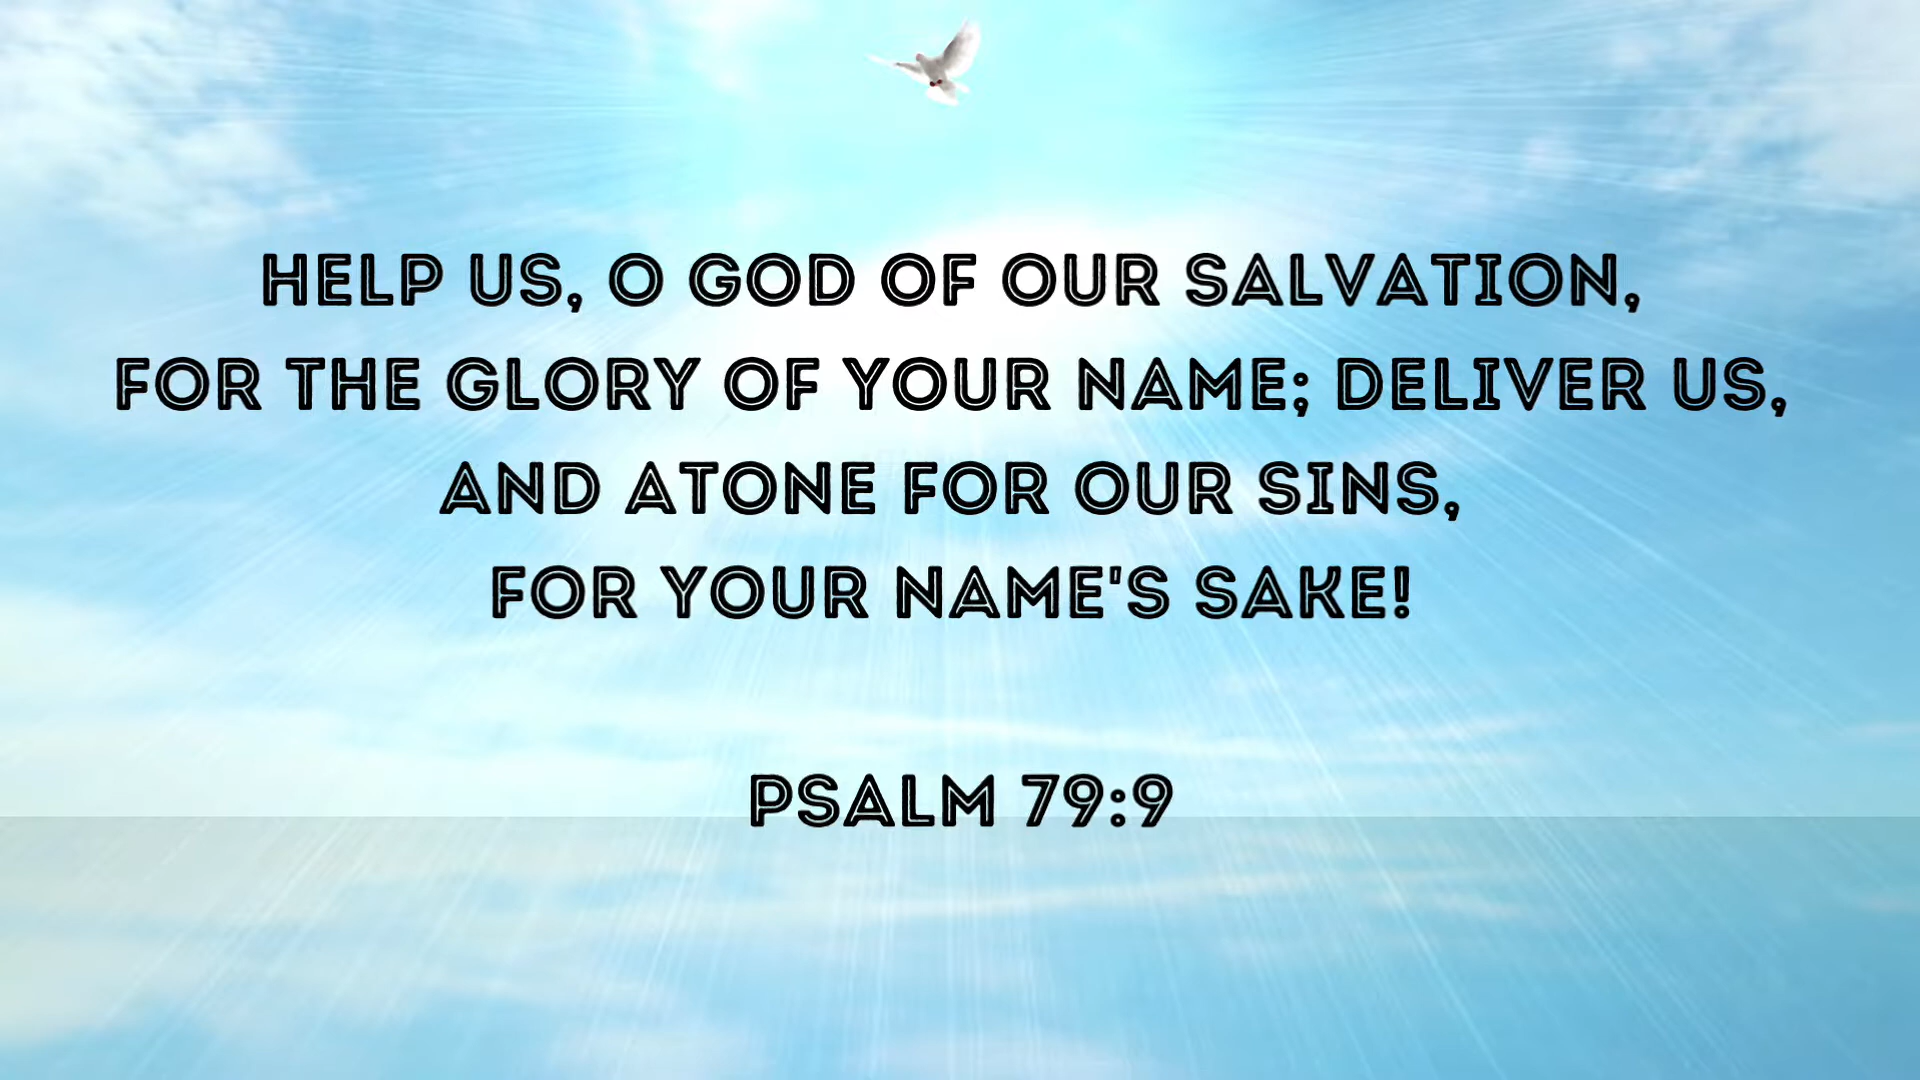 HELP US, O GOD OF OUR SALVATION,
FOR THE GLORY OF YOUR NAME; DELIVER US,
AND ATONE FOR OUR SINS,
FOR YOUR NAME'S SAKE!
PSALM 79:9